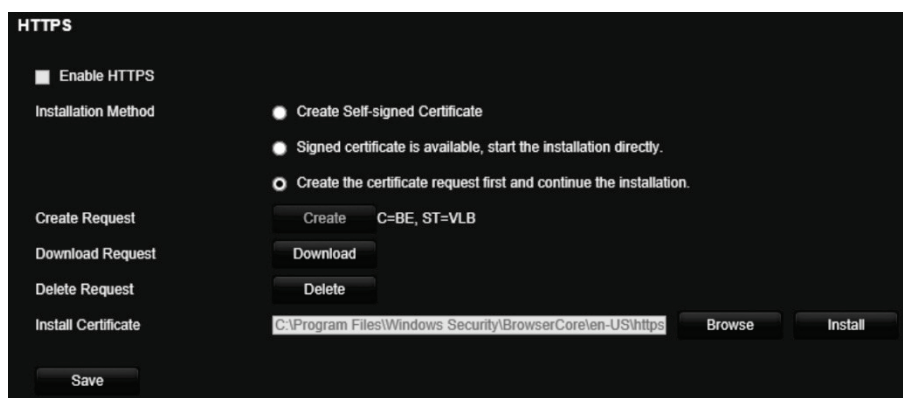 HTTPS
Enable HTTPS
Installation Method
Create Self-signed Certificate
Signed certificate is available, start the installation directly.
Create the certificate request first and continue the installation.
Create Request Create C=BE, ST=VLB
Download Request Download
Delete Request Delete
Install Certificate C:\Program Files\Windows Security\BrowserCore\en-US\https Browse Install
Save